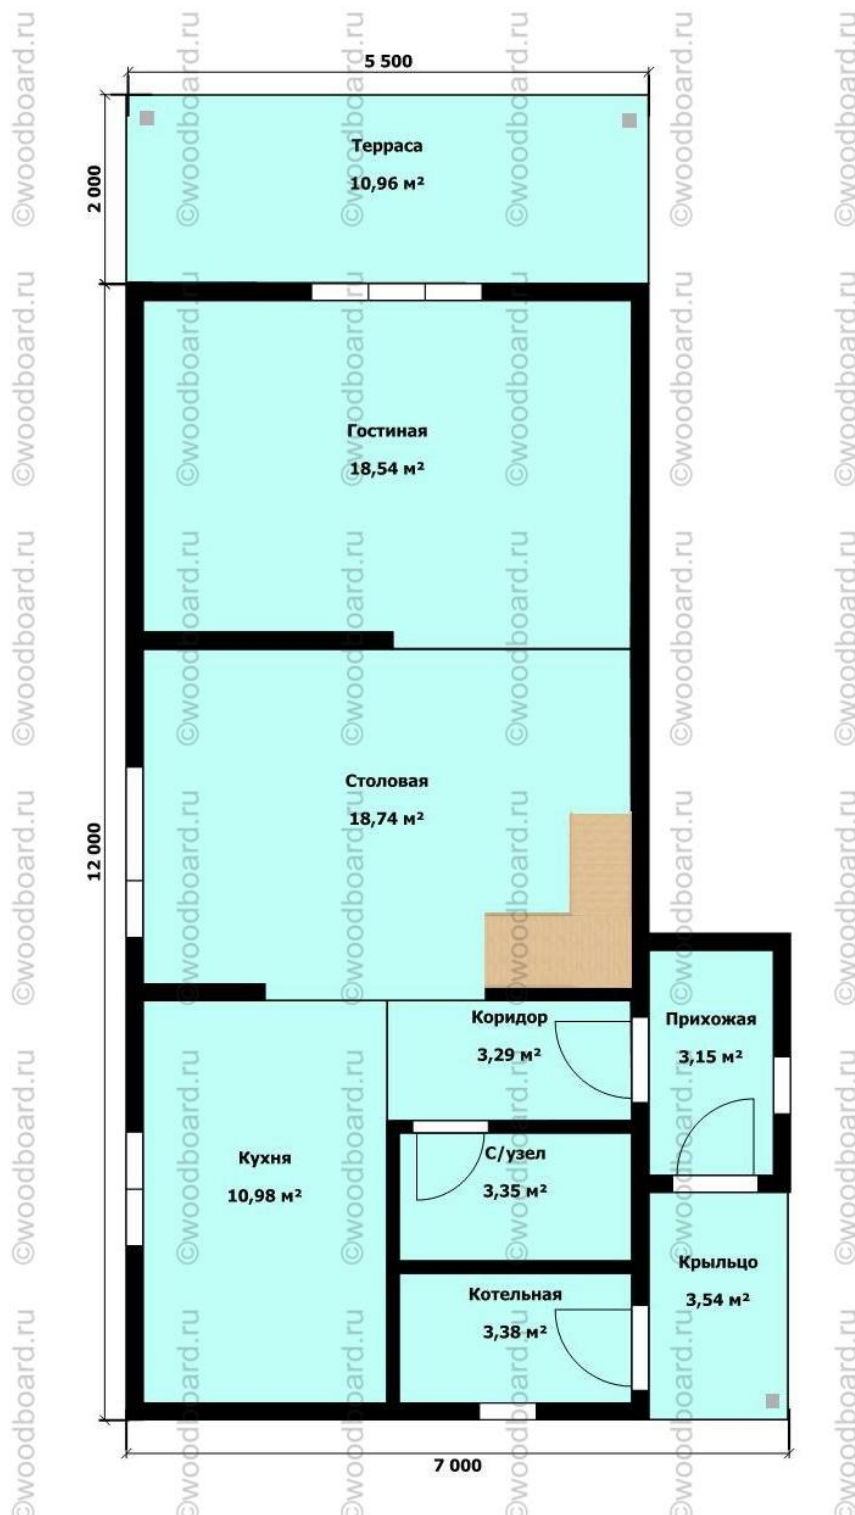 5 500
Терраса
10,96 м²
2 000
Гостиная
18,54 м²
Столовая
18,74 м²
12 000
Коридор
3,29 м²
Прихожая
3,15 м²
Кухня
10,98 м²
С/узел
3,35 м²
Крыльцо
3,54 м²
Котельная
3,38 м²
7 000
©woodboard.ru